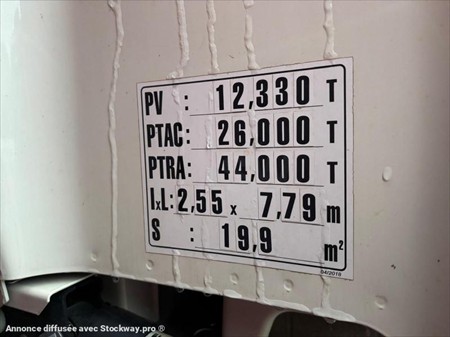 PV : 12,330 T
PTAC: 26,000 T
PTRA: 44,000 T
lxL: 2,55 x 7,79 m
S : 19,9 m²
04/2018
Annonce diffusée avec Stockway.pro ®